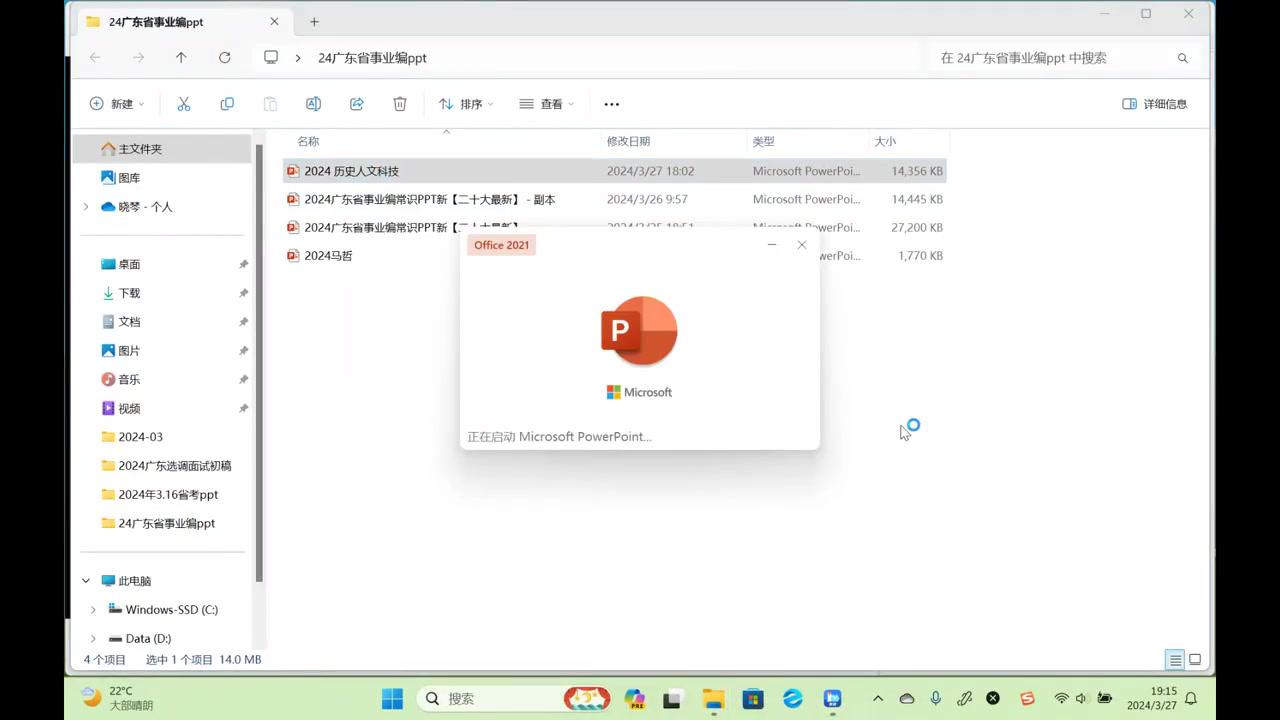 24广东省事业编ppt
24广东省事业编ppt
在 24广东省事业编ppt 中搜索
新建
排序
查看
详细信息
名称
修改日期
类型
大小
主文件夹
图库
晓琴 - 个人
桌面
下载
文档
图片
音乐
视频
2024-03
2024广东选调面试初稿
2024年3.16省考ppt
24广东省事业编ppt
此电脑
Windows-SSD (C:)
Data (D:)
2024 历史人文科技 2024/3/27 18:02 Microsoft PowerPoi... 14,356 KB
2024广东省事业编常识PPT新【二十大最新】 - 副本 2024/3/26 9:57 Microsoft PowerPoi... 14,445 KB
2024广东省事业编常识PPT新【二十大最新】 27,200 KB
2024马哲 1,770 KB
Office 2021
P
Microsoft
正在启动 Microsoft PowerPoint...
4 个项目 选中 1 个项目 14.0 MB
22°C
大部晴朗
搜索
PRE
19:15
2024/3/27